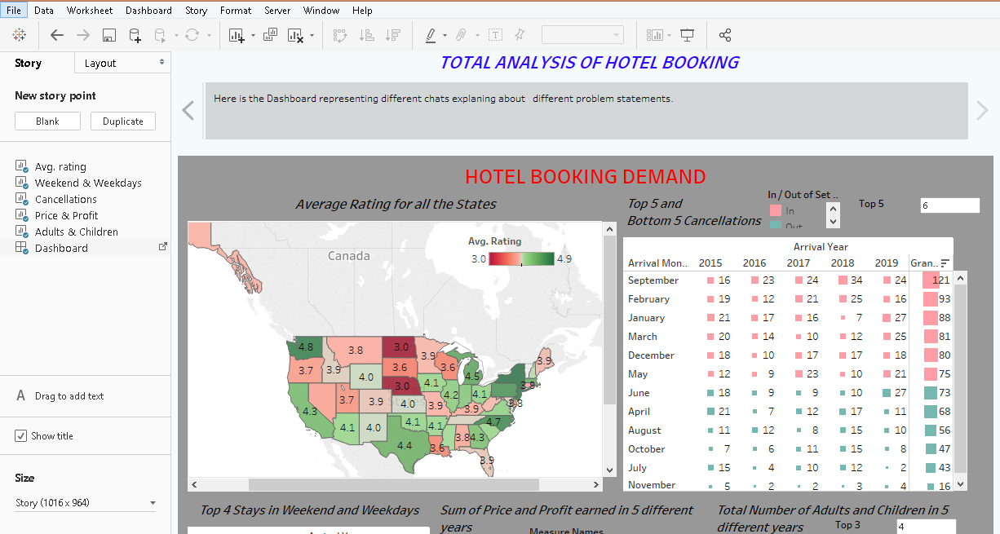 File Data Worksheet Dashboard Story Format Server Window Help
Story Layout
New story point
Blank Duplicate
Avg. rating
Weekend & Weekdays
Cancellations
Price & Profit
Adults & Children
Dashboard
A Drag to add text
Show title
Size
Story (1016 x 964)
TOTAL ANALYSIS OF HOTEL BOOKING
Here is the Dashboard representing different chats explaning about different problem statements.
HOTEL BOOKING DEMAND
Average Rating for all the States
Canada
Avg. Rating
3.0 4.9
4.8 3.8 3.0 3.9
3.7 3.9 3.6 3.6 3.9
4.0 3.0 4.1 4.5 3.9
4.3 3.7 3.9 4.0 3.9 4.2 4.1 3.8
3.9
4.1 4.0 4.1 4.1 4.7
4.4 3.6 3.8 4.3
3.9
Top 5 and
Bottom 5 Cancellations
In / Out of Set ..
In
Out
Top 5 6
Arrival Year
Arrival Mon.. 2015 2016 2017 2018 2019 Gran..
September 16 23 24 34 24 121
February 19 12 21 25 16 93
January 21 17 16 7 27 88
March 20 14 10 12 25 81
December 18 10 17 17 18 80
May 12 9 23 10 21 75
June 18 9 9 10 27 73
April 21 7 12 17 11 68
August 11 12 8 15 10 56
October 7 6 11 15 8 47
July 15 4 10 12 2 43
November 5 2 2 3 4 16
Top 4 Stays in Weekend and Weekdays
Sum of Price and Profit earned in 5 different
years
Measure Names
Total Number of Adults and Children in 5
different years
Top 3 4